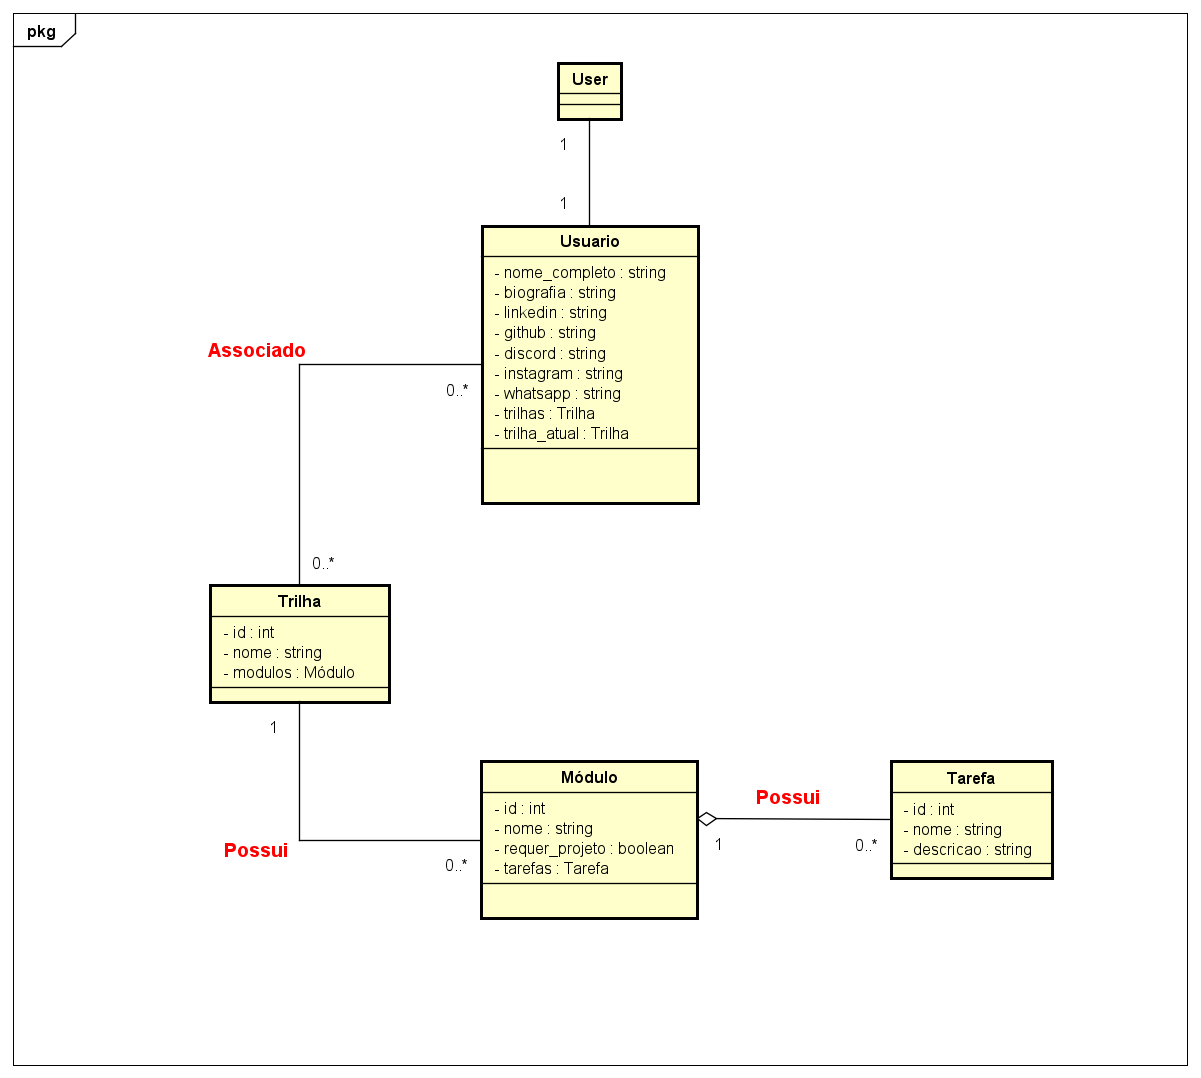 pkg
User
1
1
Usuario
- nome_completo : string
- biografia : string
- linkedin : string
- github : string
- discord : string
- instagram : string
- whatsapp : string
- trilhas : Trilha
- trilha_atual : Trilha
Associado
0..*
0..*
Trilha
- id : int
- nome : string
- modulos : Módulo
1
Possui
0..*
Módulo
- id : int
- nome : string
- requer_projeto : boolean
- tarefas : Tarefa
Possui
1
0..*
Tarefa
- id : int
- nome : string
- descricao : string